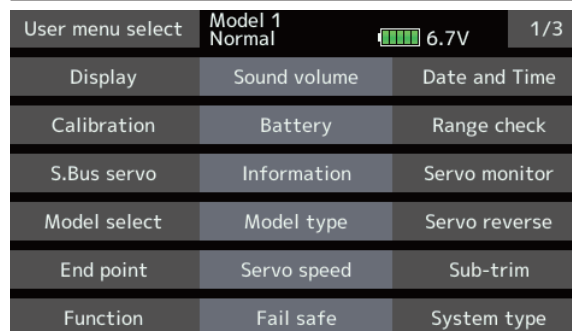 User menu select
Model 1
Normal
6.7V
1/3
Display
Sound volume
Date and Time
Calibration
Battery
Range check
S.Bus servo
Information
Servo monitor
Model select
Model type
Servo reverse
End point
Servo speed
Sub-trim
Function
Fail safe
System type